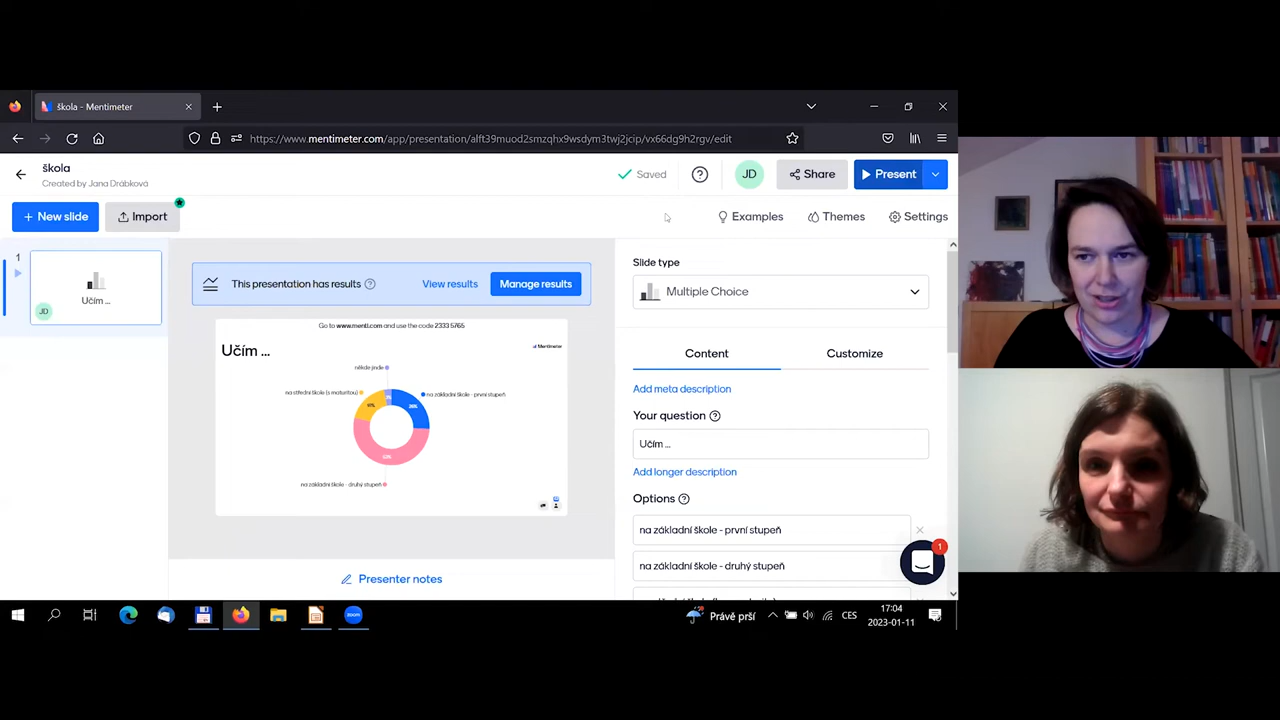 škola - Mentimeter
https://www.mentimeter.com/app/presentation/alft39muod2smzqhx9wsdym3twj2jcip/vx66dg9h2rgv/edit
škola
Created by Jana Drábková
Saved
JD
Share
Present
New slide
Import
Examples
Themes
Settings
1
Učím ...
JD
This presentation has results
View results
Manage results
Go to www.menti.com and use the code 2333 5765
Učím ...
Mentimeter
někde jinde
na střední škole (s maturitou)
na základní škole - první stupeň
na základní škole - druhý stupeň
Presenter notes
Slide type
Multiple Choice
Content
Customize
Add meta description
Your question
Učím ...
Add longer description
Options
na základní škole - první stupeň
na základní škole - druhý stupeň
1
zoom
Právě prší
CES
17:04
2023-01-11